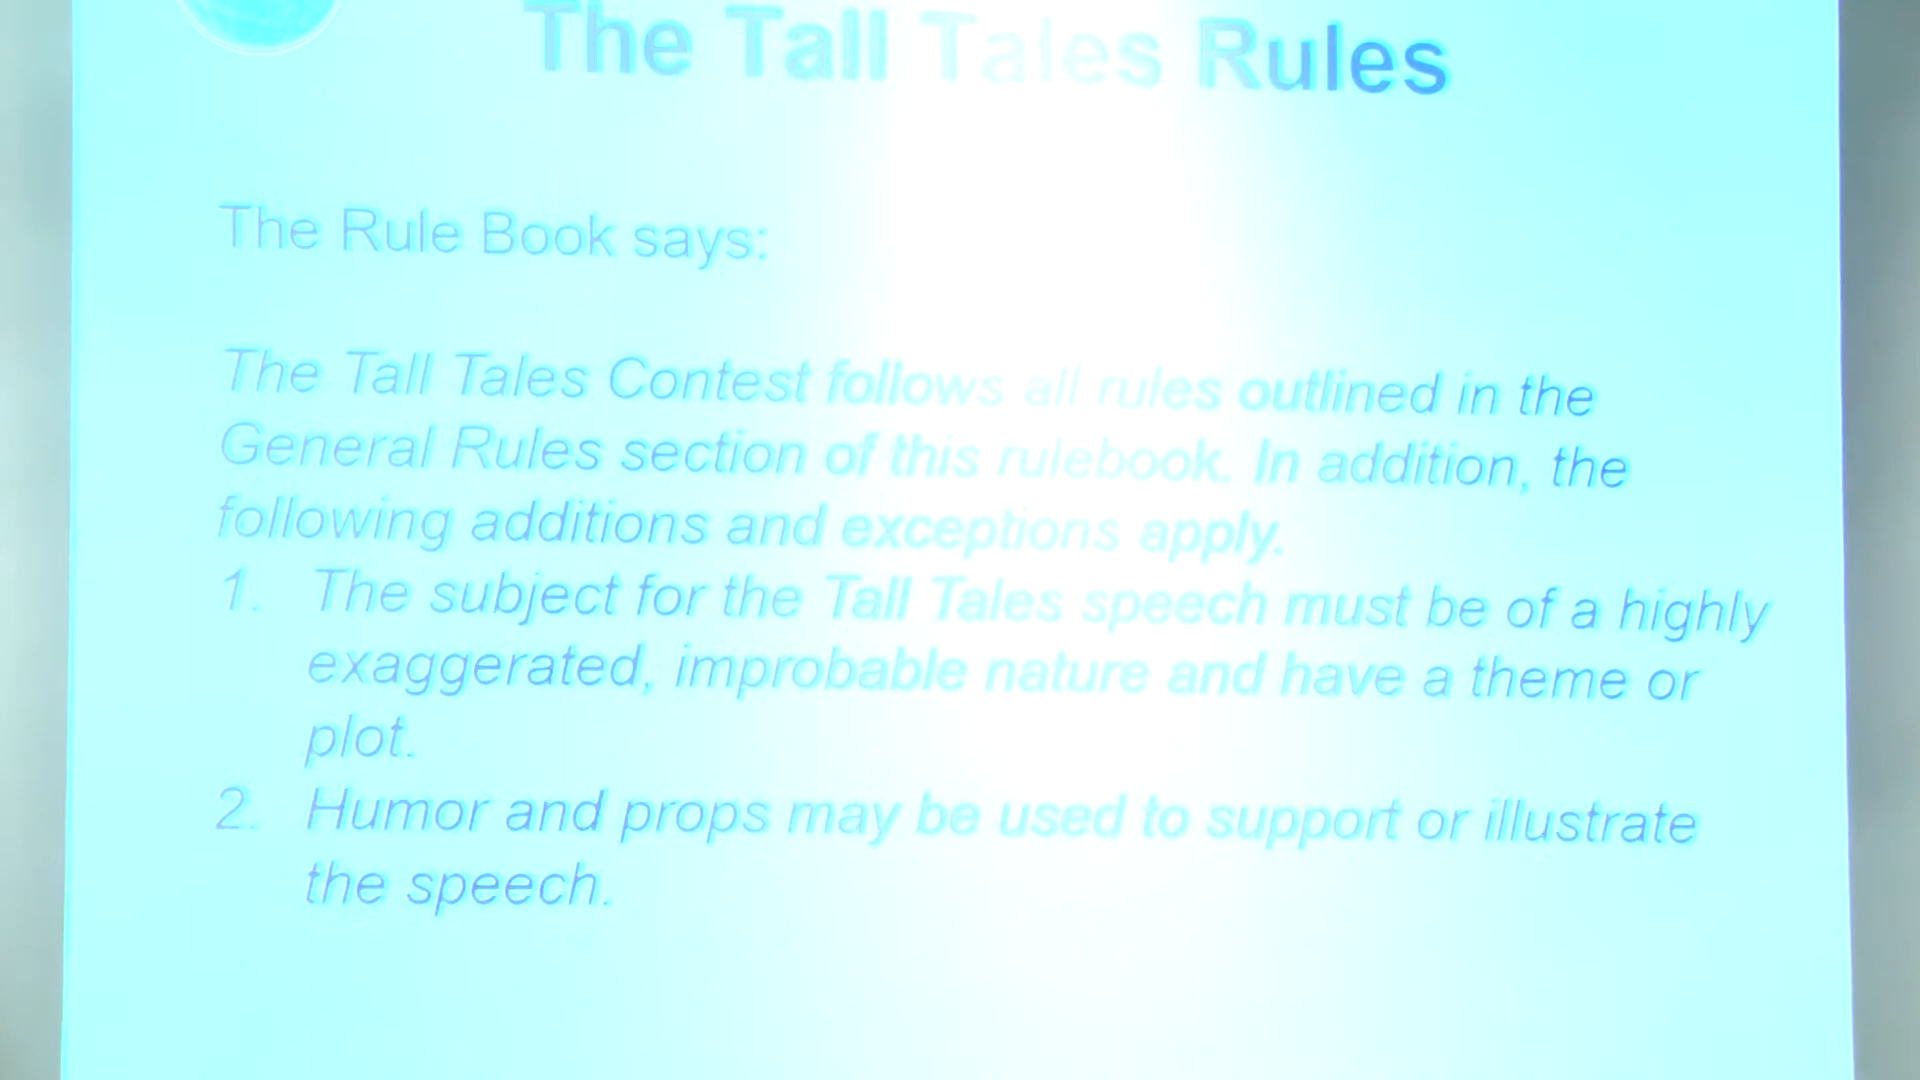 The Tall Tales Rules
The Rule Book says:
The Tall Tales Contest follows all rules outlined in the
General Rules section of this rulebook. In addition, the
following additions and exceptions apply.
1. The subject for the Tall Tales speech must be of a highly
exaggerated, improbable nature and have a theme or
plot.
2. Humor and props may be used to support or illustrate
the speech.